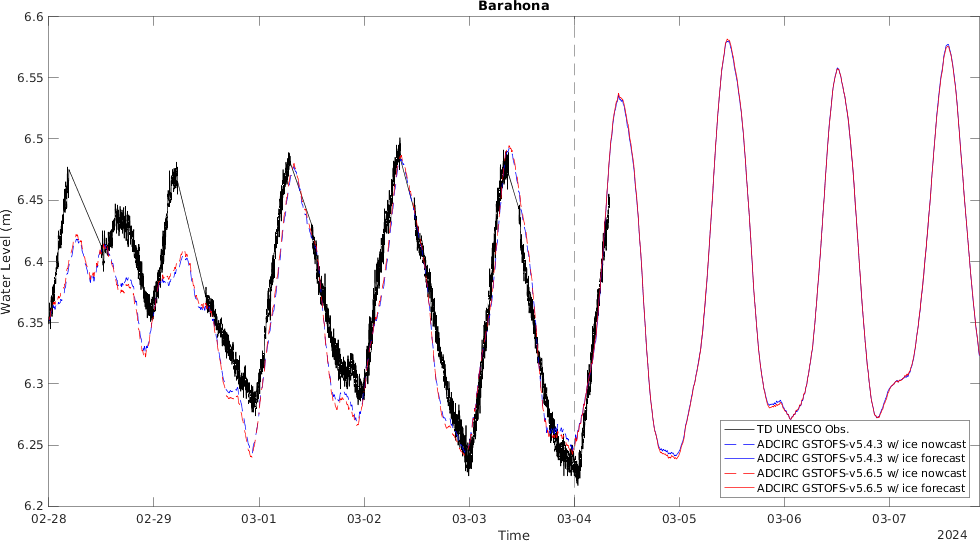 Barahona
6.6
6.55
6.5
6.45
6.4
6.35
6.3
6.25
6.2
Water Level (m)
02-28 02-29 03-01 03-02 03-03 03-04 03-05 03-06 03-07
Time
2024
TD UNESCO Obs.
ADCIRC GSTOFS-v5.4.3 w/ ice nowcast
ADCIRC GSTOFS-v5.4.3 w/ ice forecast
ADCIRC GSTOFS-v5.6.5 w/ ice nowcast
ADCIRC GSTOFS-v5.6.5 w/ ice forecast